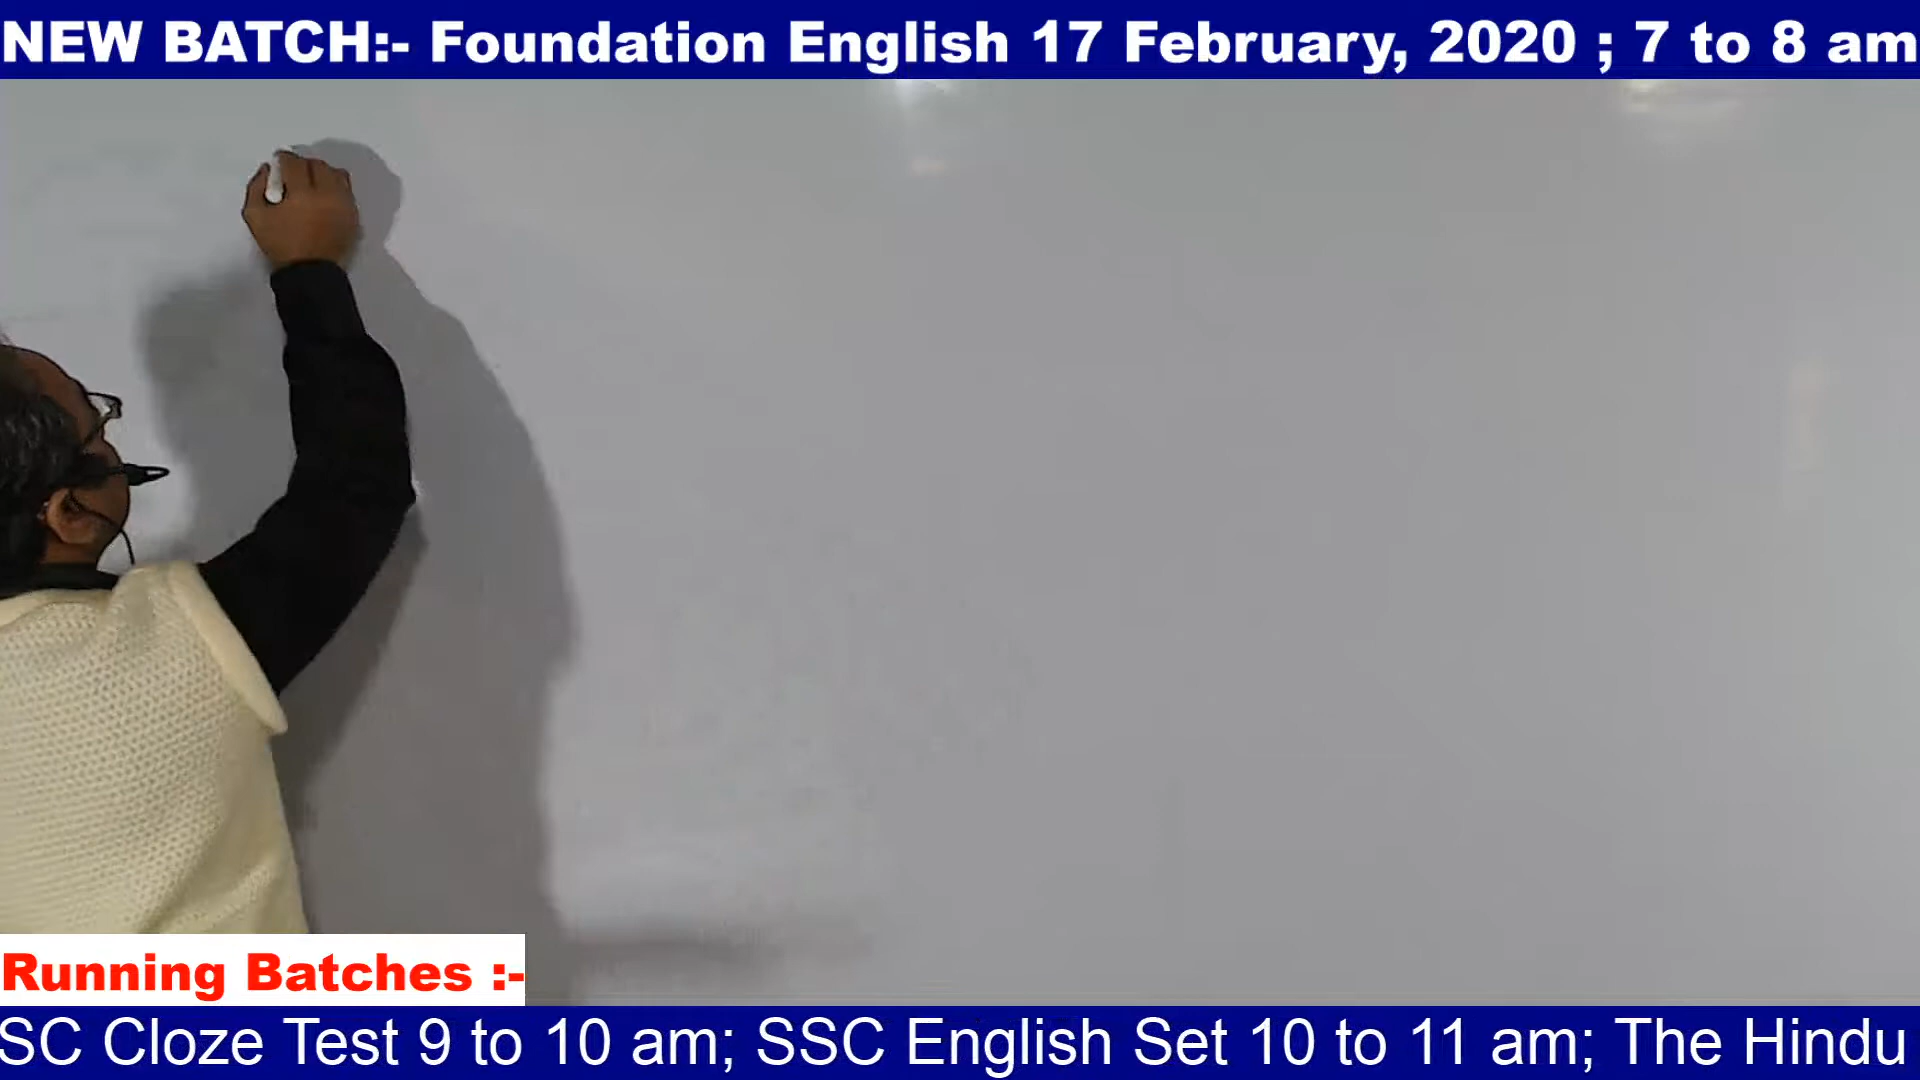 NEW BATCH:- Foundation English 17 February, 2020 ; 7 to 8 am
Running Batches :-
SC Cloze Test 9 to 10 am; SSC English Set 10 to 11 am; The Hindu